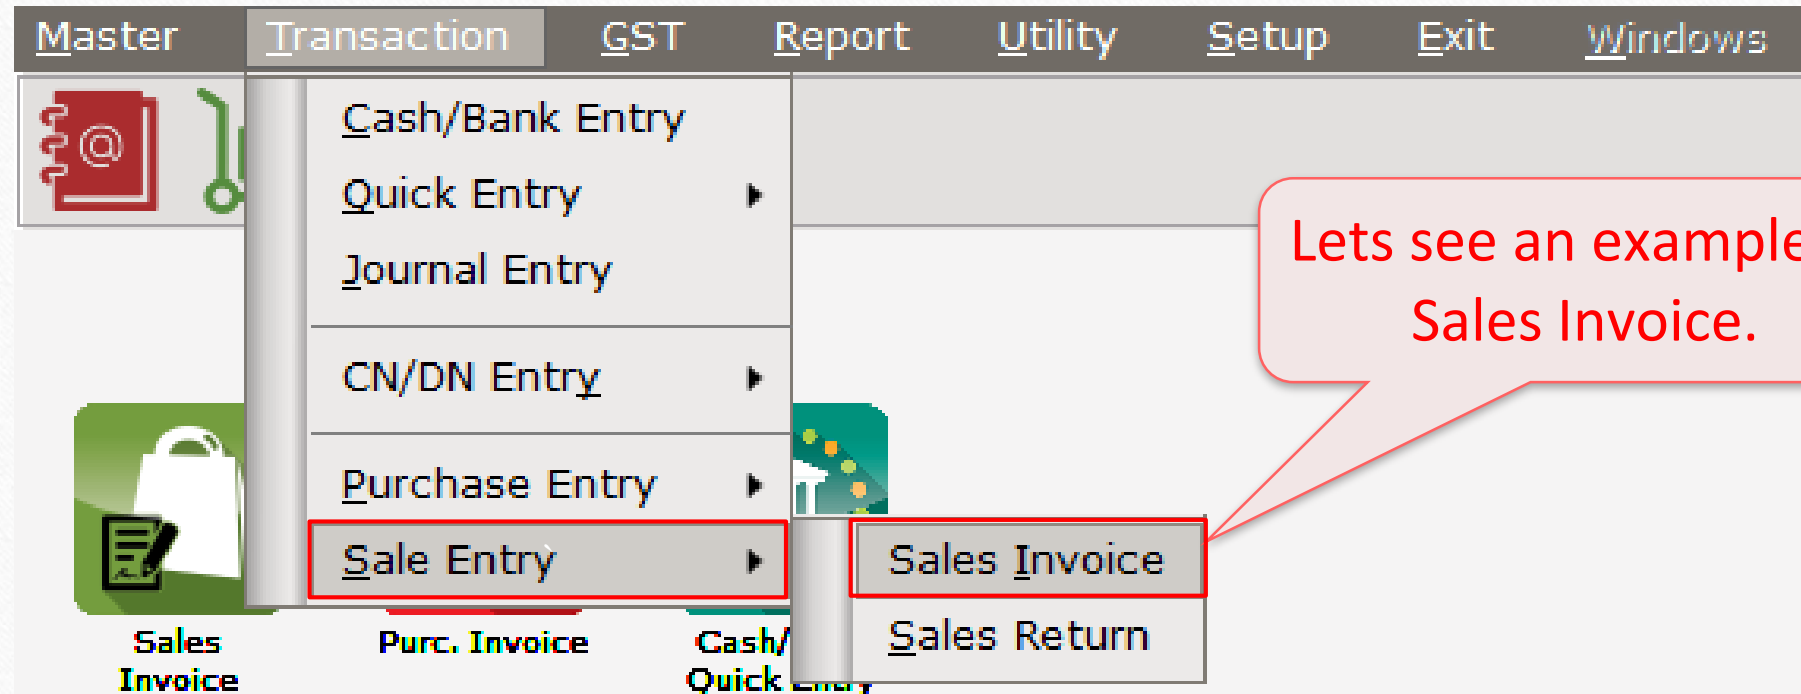 Master Transaction GST Report Utility Setup Exit Windows
Cash/Bank Entry
Quick Entry
Journal Entry
CN/DN Entry
Purchase Entry
Sale Entry
Sales Invoice
Sales Return
Lets see an example
Sales Invoice.
Sales
Invoice
Purc. Invoice
Cash/
Quick Entry